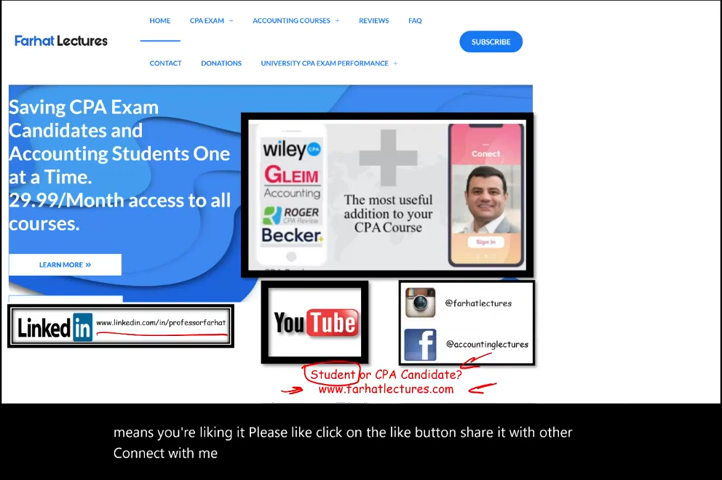 HOME
CPA EXAM
ACCOUNTING COURSES
REVIEWS
FAQ
Farhat Lectures
SUBSCRIBE
CONTACT
DONATIONS
UNIVERSITY CPA EXAM PERFORMANCE
Saving CPA Exam
Candidates and
Accounting Students One
at a Time.
29.99/Month access to all
courses.
LEARN MORE »
wiley CPA
GLEIM
Accounting
ROGER
CPA Review
Becker.
The most useful
addition to your
CPA Course
Conect
Sign in
Linked in
www.linkedin.com/in/professorfarhat
You Tube
@farhatlectures
@accountinglectures
Student or CPA Candidate?
www.farhatlectures.com
means you're liking it Please like click on the like button share it with other
Connect with me